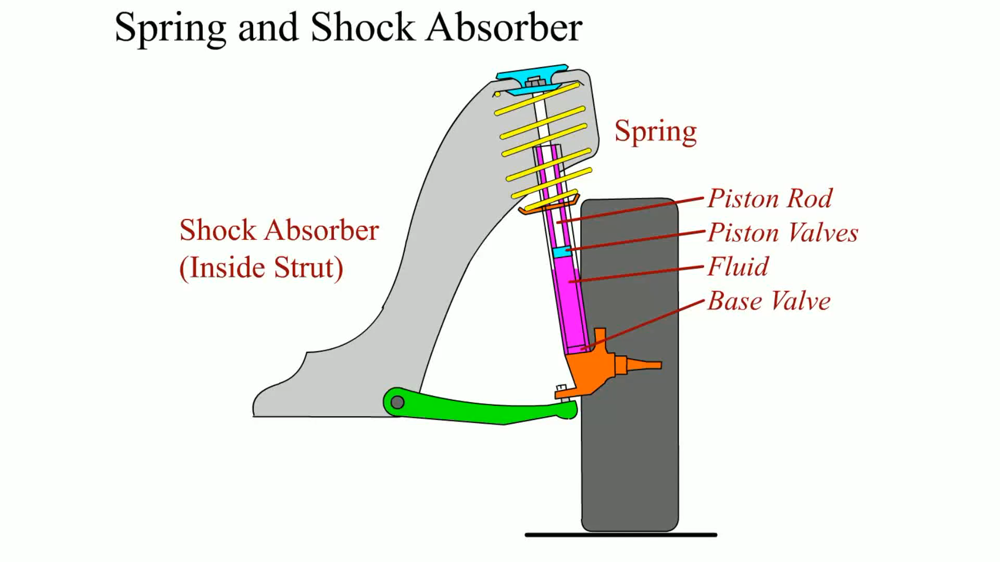 Spring and Shock Absorber
Spring
Piston Rod
Shock Absorber
(Inside Strut)
Piston Valves
Fluid
Base Valve